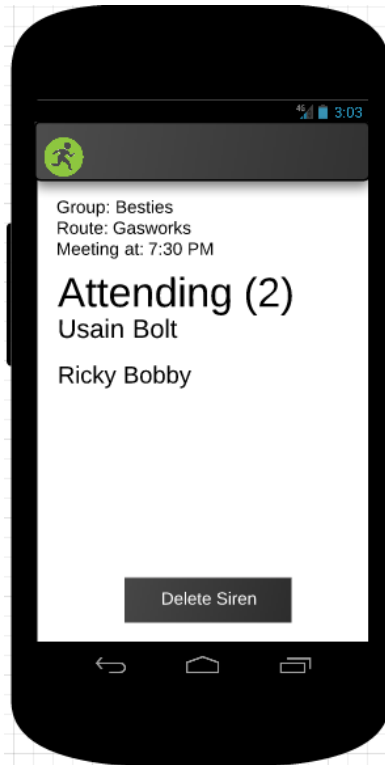 4G 3:03
Group: Besties
Route: Gasworks
Meeting at: 7:30 PM
Attending (2)
Usain Bolt
Ricky Bobby
Delete Siren